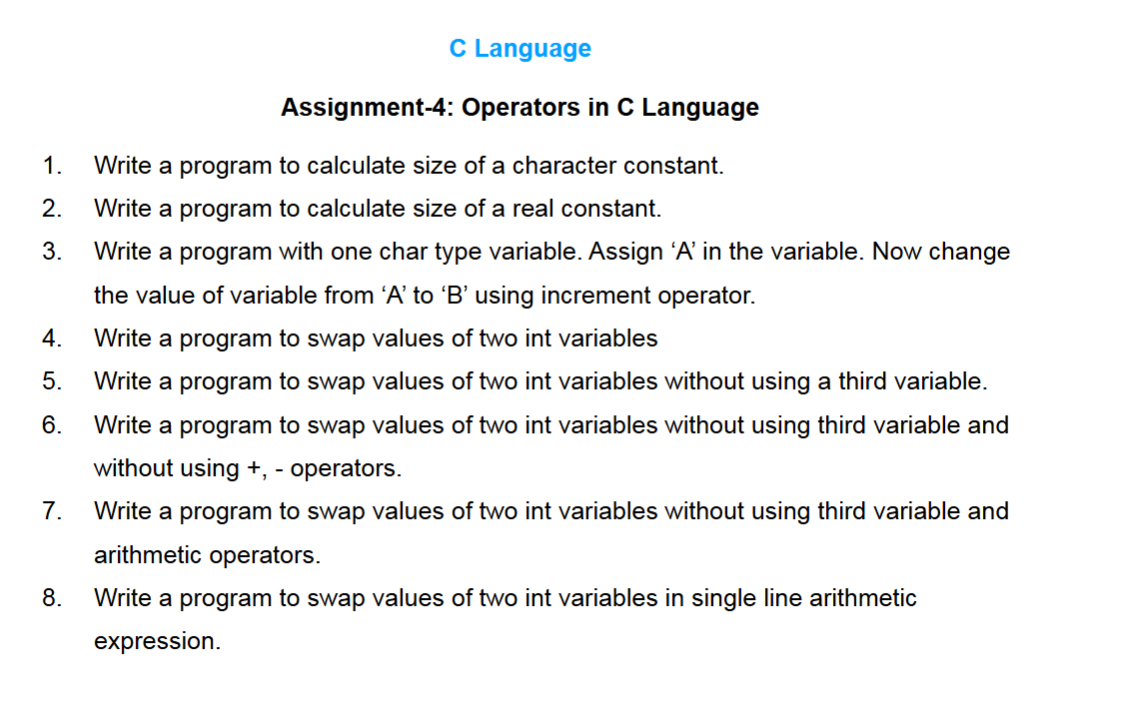 C Language
Assignment-4: Operators in C Language
1. Write a program to calculate size of a character constant.
2. Write a program to calculate size of a real constant.
3. Write a program with one char type variable. Assign ‘A’ in the variable. Now change
the value of variable from ‘A’ to ‘B’ using increment operator.
4. Write a program to swap values of two int variables
5. Write a program to swap values of two int variables without using a third variable.
6. Write a program to swap values of two int variables without using third variable and
without using +, - operators.
7. Write a program to swap values of two int variables without using third variable and
arithmetic operators.
8. Write a program to swap values of two int variables in single line arithmetic
expression.